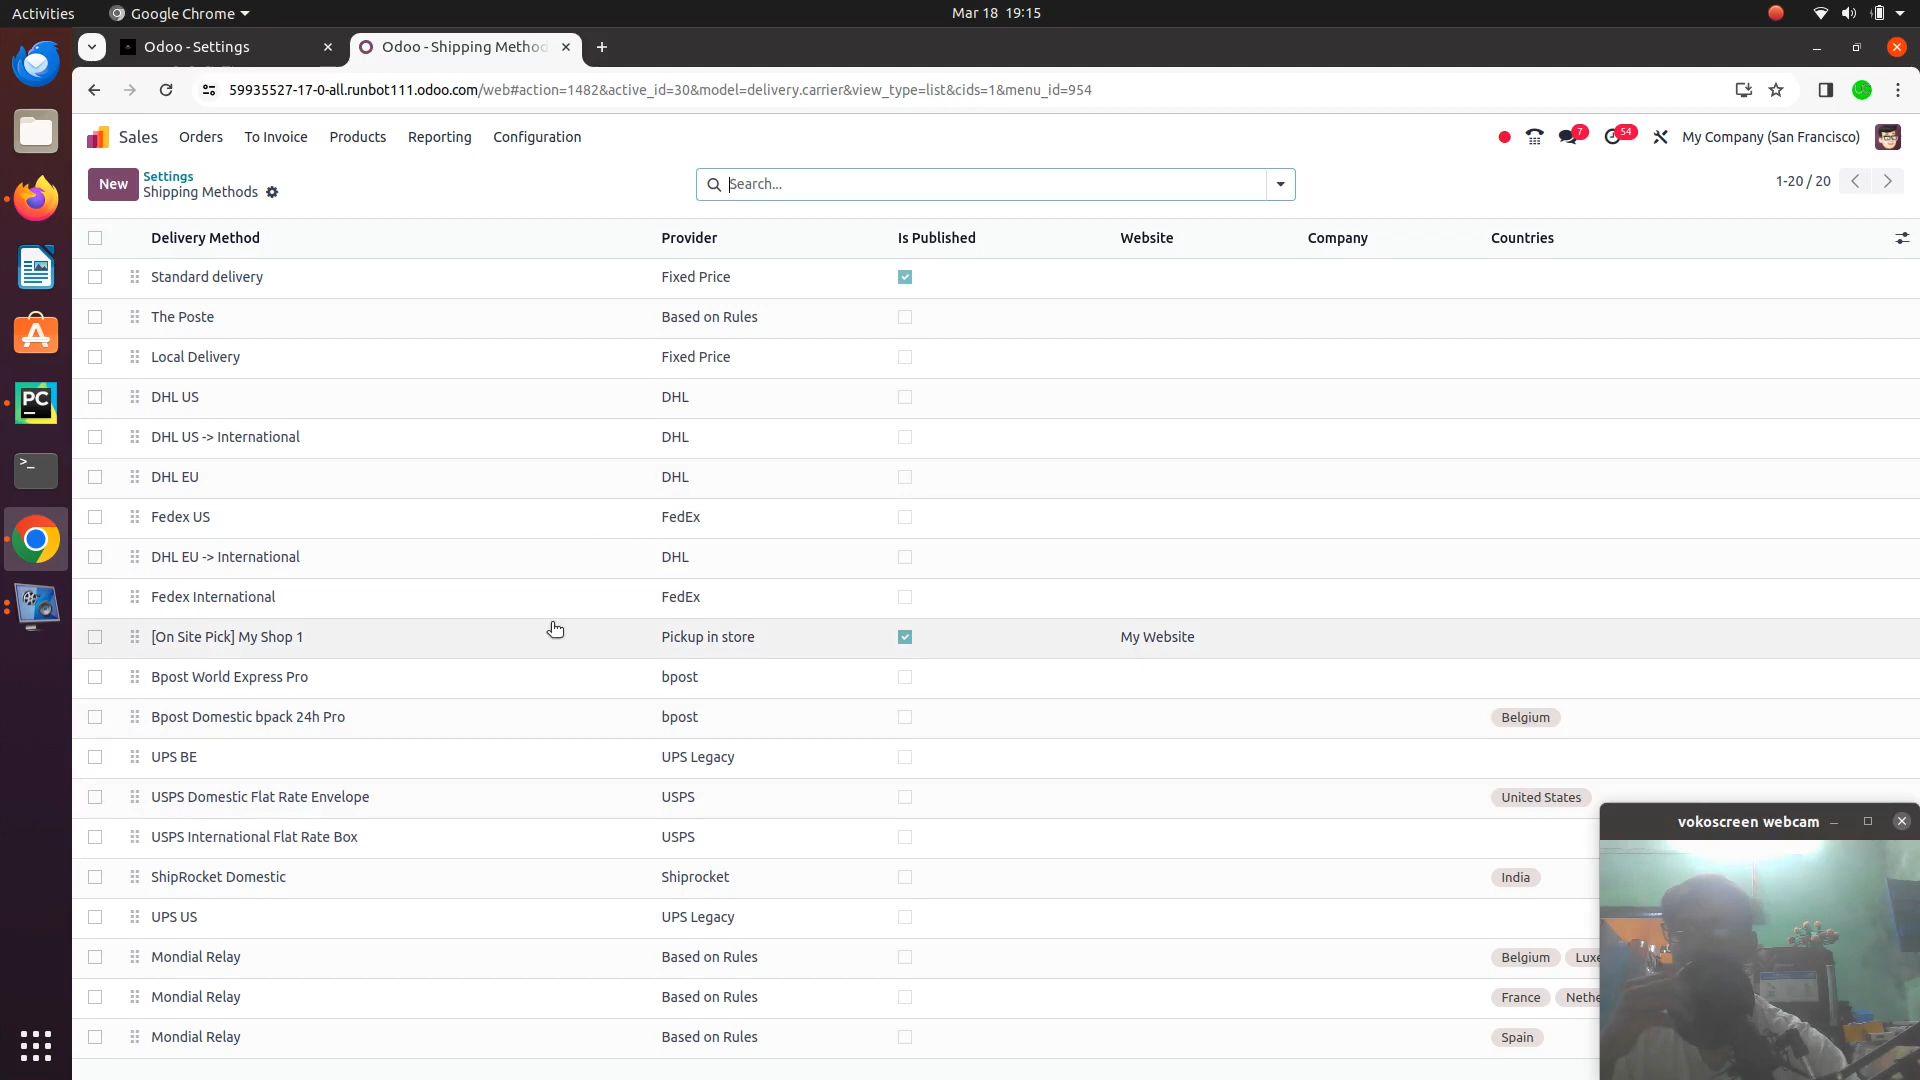 Activities
Google Chrome
Mar 18 19:15
Odoo - Settings
Odoo - Shipping Method
59935527-17-0-all.runbot111.odoo.com/web#action=1482&active_id=30&model=delivery.carrier&view_type=list&cids=1&menu_id=954
Sales
Orders
To Invoice
Products
Reporting
Configuration
7
54
My Company (San Francisco)
New
Settings
Shipping Methods
Search...
1-20 / 20
Delivery Method Provider Is Published Website Company Countries
Standard delivery Fixed Price
The Poste Based on Rules
Local Delivery Fixed Price
DHL US DHL
DHL US -> International DHL
DHL EU DHL
Fedex US FedEx
DHL EU -> International DHL
Fedex International FedEx
[On Site Pick] My Shop 1 Pickup in store My Website
Bpost World Express Pro bpost
Bpost Domestic bpack 24h Pro bpost Belgium
UPS BE UPS Legacy
USPS Domestic Flat Rate Envelope USPS United States
USPS International Flat Rate Box USPS
ShipRocket Domestic Shiprocket India
UPS US UPS Legacy
Mondial Relay Based on Rules Belgium Luxe
Mondial Relay Based on Rules France Nethe
Mondial Relay Based on Rules Spain
vokoscreen webcam
PC